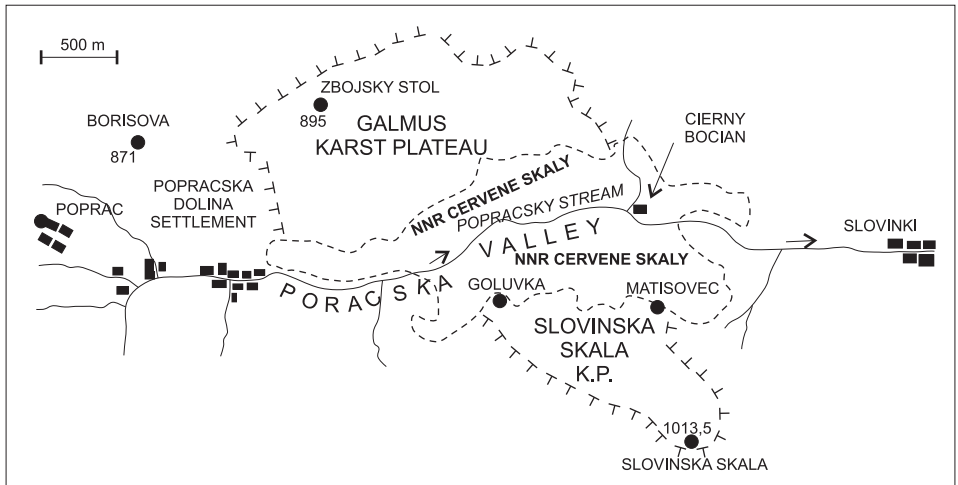 500 m
ZBOJSKY STOL
895
GALMUS
KARST PLATEAU
BORISOVA
871
CIERNY
BOCIAN
POPRACSKA
DOLINA
SETTLEMENT
POPRAC
NNR CERVENE SKALY
POPRACSKY STREAM
SLOVINKI
PORACSKA VALLEY
NNR CERVENE SKALY
GOLUVKA
MATISOVEC
SLOVINSKA
SKALA
K.P.
1013,5
SLOVINSKA SKALA